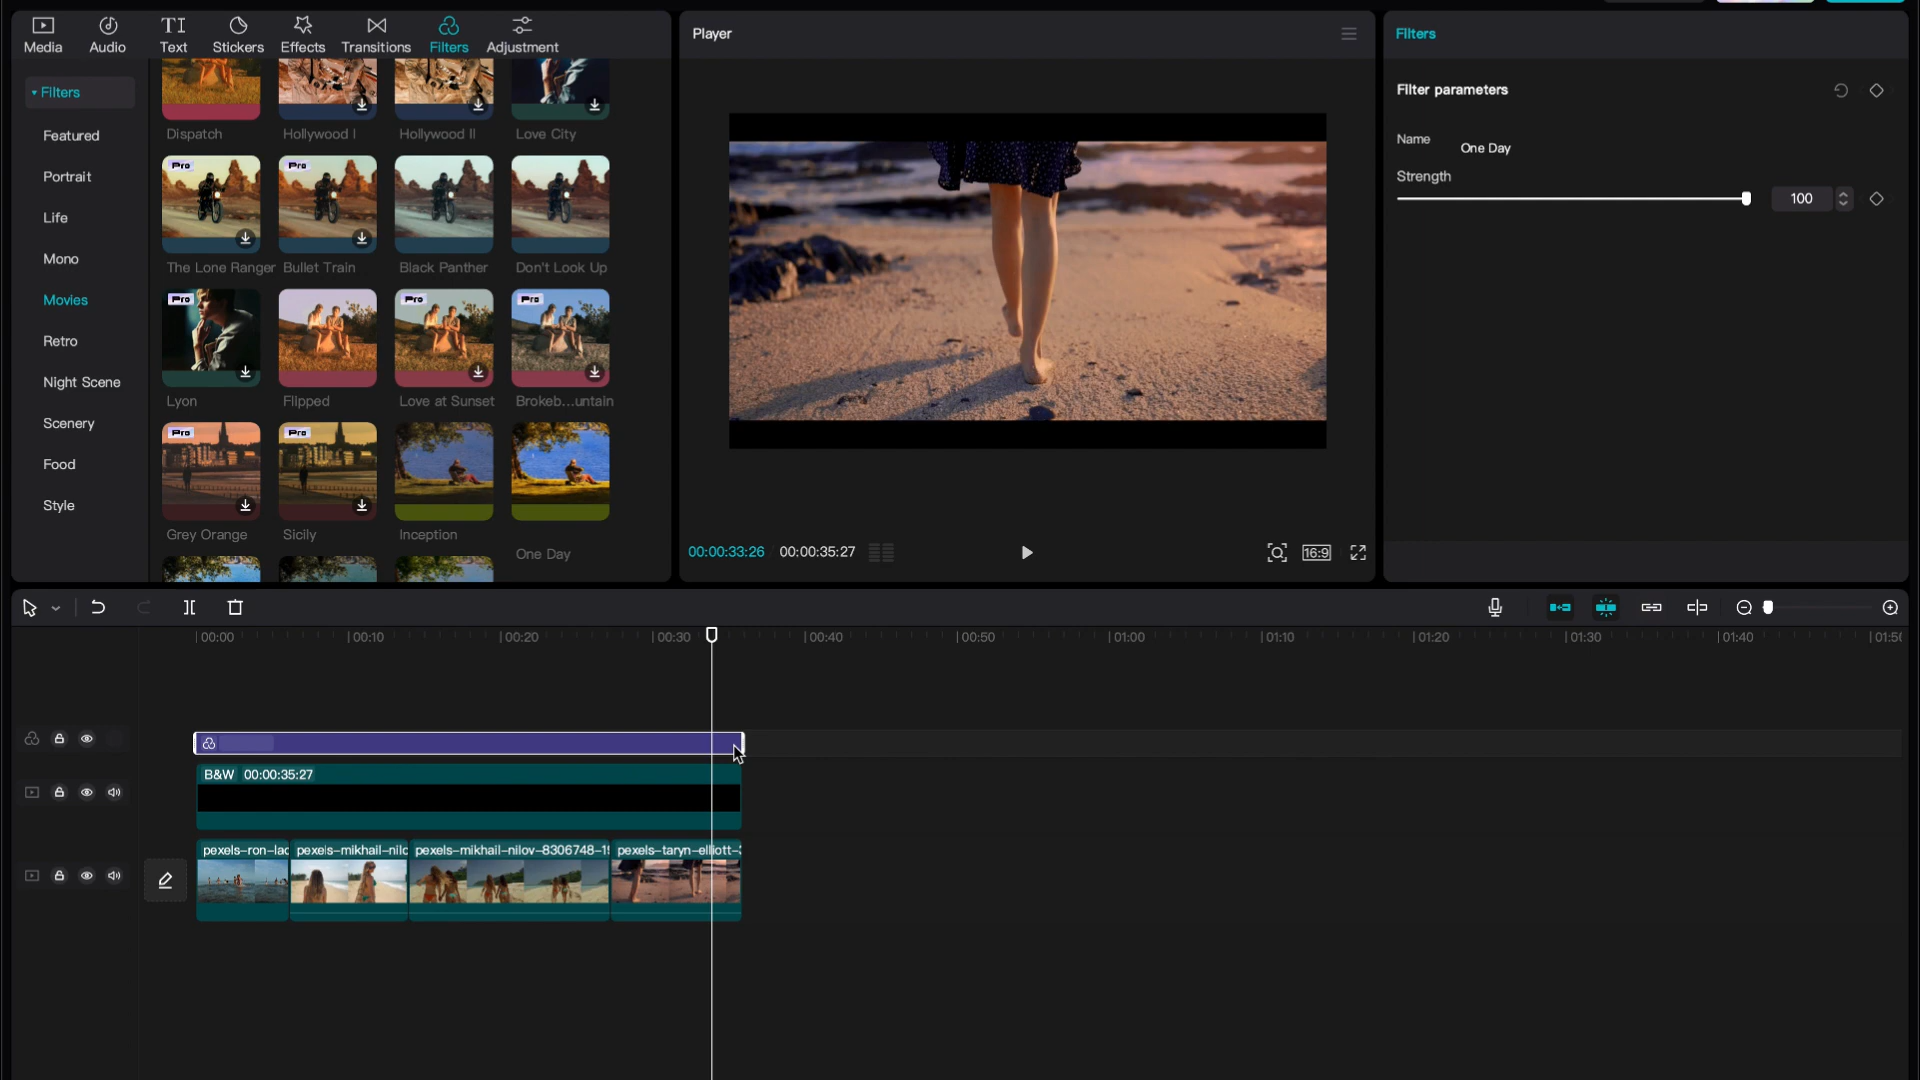 Media
Audio
TI
Text
Stickers
Effects
Transitions
Filters
Adjustment
Filters
Featured
Portrait
Life
Mono
Movies
Retro
Night Scene
Scenery
Food
Style
Dispatch
Hollywood I
Hollywood II
Love City
Pro
Pro
The Lone Ranger
Bullet Train
Black Panther
Don't Look Up
Pro
Pro
Pro
Lyon
Flipped
Love at Sunset
Brokeb...untain
Pro
Pro
Grey Orange
Sicily
Inception
One Day
Player
00:00:33:26
00:00:35:27
16:9
Filters
Filter parameters
Name
One Day
Strength
100
00:00
00:10
00:20
00:30
00:40
00:50
01:00
01:10
01:20
01:30
01:40
B&W 00:00:35:27
pexels-ron-lac
pexels-mikhail-nilo
pexels-mikhail-nilov-8306748-1
pexels-taryn-elliott-